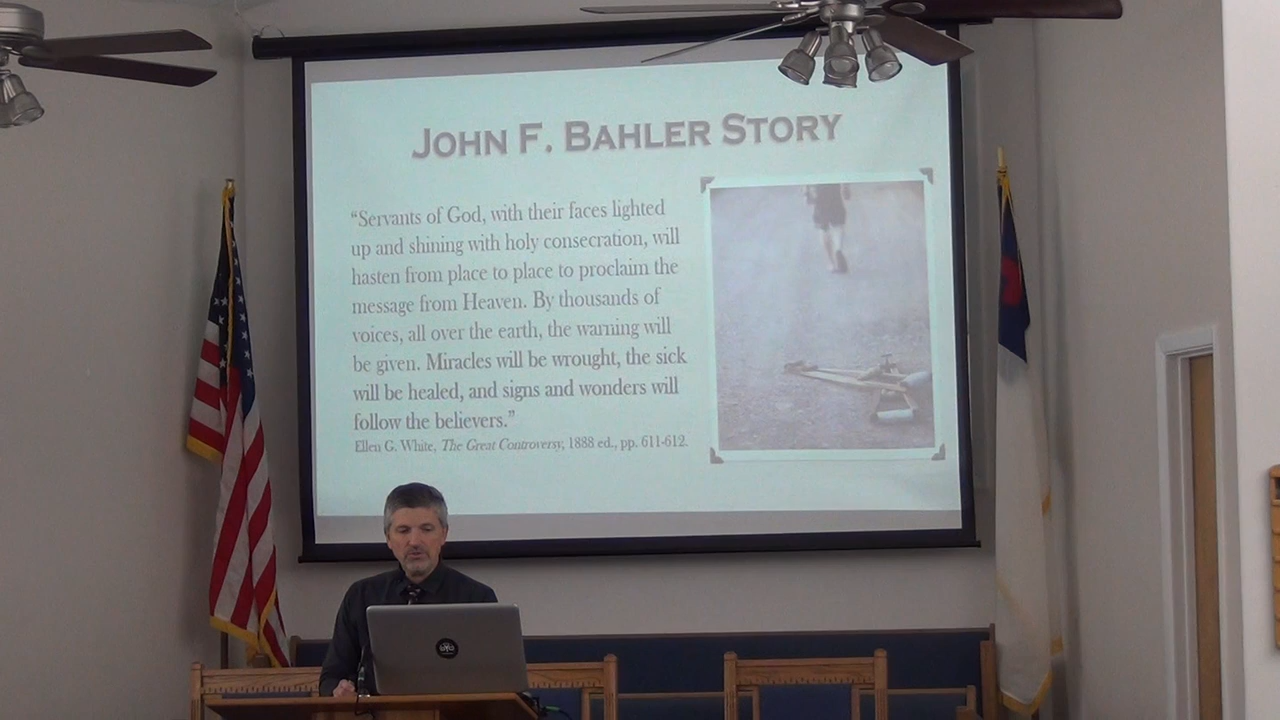 JOHN F. BAHLER STORY
“Servants of God, with their faces lighted
up and shining with holy consecration, will
hasten from place to place to proclaim the
message from Heaven. By thousands of
voices, all over the earth, the warning will
be given. Miracles will be wrought, the sick
will be healed, and signs and wonders will
follow the believers.”
Ellen G. White, The Great Controversy, 1888 ed., pp. 611-612.